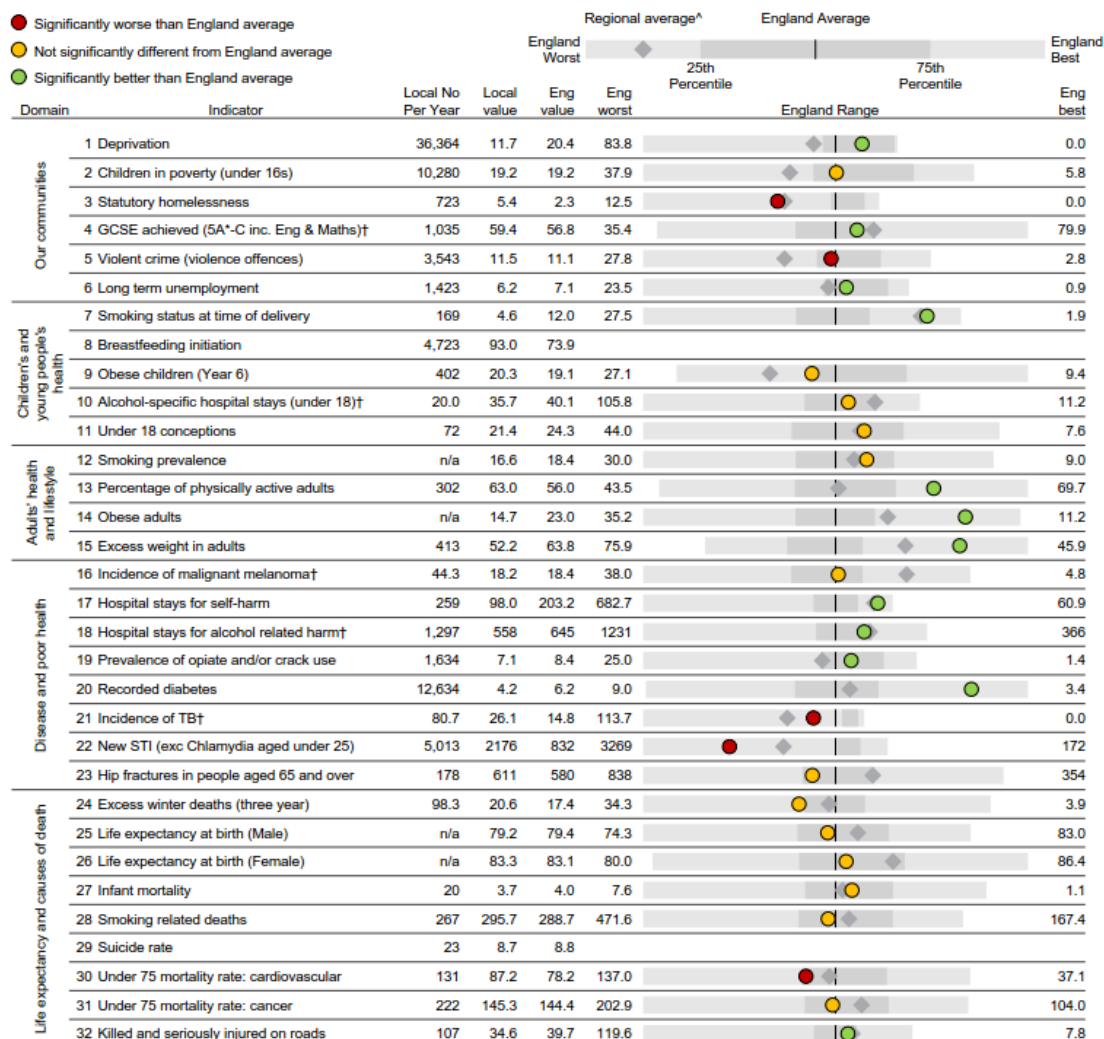 Significantly worse than England average
Not significantly different from England average
Significantly better than England average
Regional average^ England Average
England Worst England Best
25th Percentile 75th Percentile
Domain Indicator Local No Per Year Local value Eng value Eng worst England Range Eng best
Our communities
1 Deprivation 36,364 11.7 20.4 83.8 0.0
2 Children in poverty (under 16s) 10,280 19.2 19.2 37.9 5.8
3 Statutory homelessness 723 5.4 2.3 12.5 0.0
4 GCSE achieved (5A*-C inc. Eng & Maths)† 1,035 59.4 56.8 35.4 79.9
5 Violent crime (violence offences) 3,543 11.5 11.1 27.8 2.8
6 Long term unemployment 1,423 6.2 7.1 23.5 0.9
Children's and young people's health
7 Smoking status at time of delivery 169 4.6 12.0 27.5 1.9
8 Breastfeeding initiation 4,723 93.0 73.9
9 Obese children (Year 6) 402 20.3 19.1 27.1 9.4
10 Alcohol-specific hospital stays (under 18)† 20.0 35.7 40.1 105.8 11.2
11 Under 18 conceptions 72 21.4 24.3 44.0 7.6
Adults' health and lifestyle
12 Smoking prevalence n/a 16.6 18.4 30.0 9.0
13 Percentage of physically active adults 302 63.0 56.0 43.5 69.7
14 Obese adults n/a 14.7 23.0 35.2 11.2
15 Excess weight in adults 413 52.2 63.8 75.9 45.9
Disease and poor health
16 Incidence of malignant melanoma† 44.3 18.2 18.4 38.0 4.8
17 Hospital stays for self-harm 259 98.0 203.2 682.7 60.9
18 Hospital stays for alcohol related harm† 1,297 558 645 1231 366
19 Prevalence of opiate and/or crack use 1,634 7.1 8.4 25.0 1.4
20 Recorded diabetes 12,634 4.2 6.2 9.0 3.4
21 Incidence of TB† 80.7 26.1 14.8 113.7 0.0
22 New STI (exc Chlamydia aged under 25) 5,013 2176 832 3269 172
23 Hip fractures in people aged 65 and over 178 611 580 838 354
Life expectancy and causes of death
24 Excess winter deaths (three year) 98.3 20.6 17.4 34.3 3.9
25 Life expectancy at birth (Male) n/a 79.2 79.4 74.3 83.0
26 Life expectancy at birth (Female) n/a 83.3 83.1 80.0 86.4
27 Infant mortality 20 3.7 4.0 7.6 1.1
28 Smoking related deaths 267 295.7 288.7 471.6 167.4
29 Suicide rate 23 8.7 8.8
30 Under 75 mortality rate: cardiovascular 131 87.2 78.2 137.0 37.1
31 Under 75 mortality rate: cancer 222 145.3 144.4 202.9 104.0
32 Killed and seriously injured on roads 107 34.6 39.7 119.6 7.8